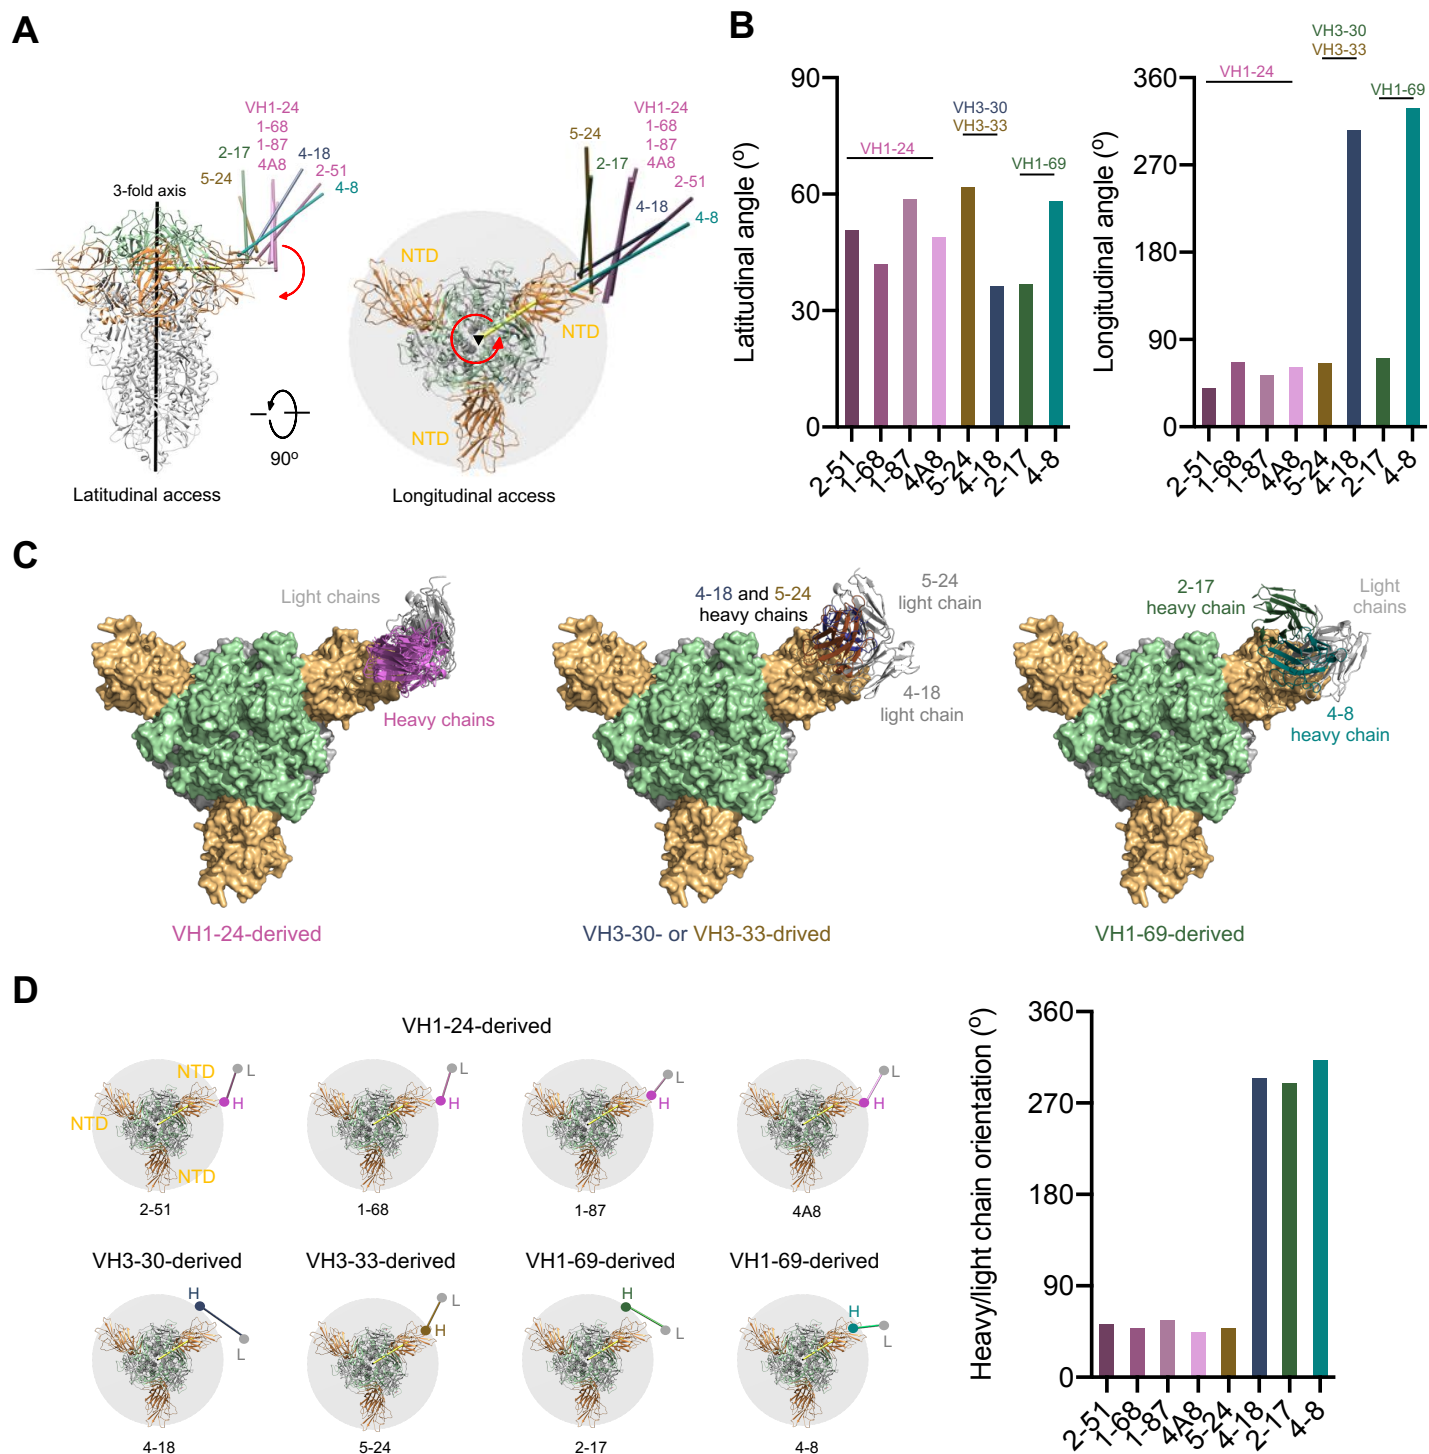 A
VH1-24
1-68
1-87
4A8
2-17
4-18
2-51
4-8
5-24
3-fold axis
90º
Latitudinal access
VH1-24
1-68
1-87
4A8
5-24
2-17
2-51
4-18
4-8
NTD
NTD
NTD
Longitudinal access
B
Latitudinal angle (º)
90
60
30
0
VH1-24
VH3-30
VH3-33
VH1-69
2-51
1-68
1-87
4A8
5-24
4-18
2-17
4-8
Longitudinal angle (º)
360
270
180
90
0
VH1-24
VH3-30
VH3-33
VH1-69
2-51
1-68
1-87
4A8
5-24
4-18
2-17
4-8
C
Light chains
Heavy chains
VH1-24-derived
4-18 and 5-24
heavy chains
5-24
light chain
4-18
light chain
VH3-30- or VH3-33-drived
2-17
heavy chain
Light
chains
4-8
heavy chain
VH1-69-derived
D
VH1-24-derived
NTD
NTD
NTD
L
H
2-51
L
H
1-68
L
H
1-87
L
H
4A8
VH3-30-derived
H
L
4-18
VH3-33-derived
L
H
5-24
VH1-69-derived
H
L
2-17
VH1-69-derived
H
L
4-8
Heavy/light chain orientation (º)
360
270
180
90
0
2-51
1-68
1-87
4A8
5-24
4-18
2-17
4-8